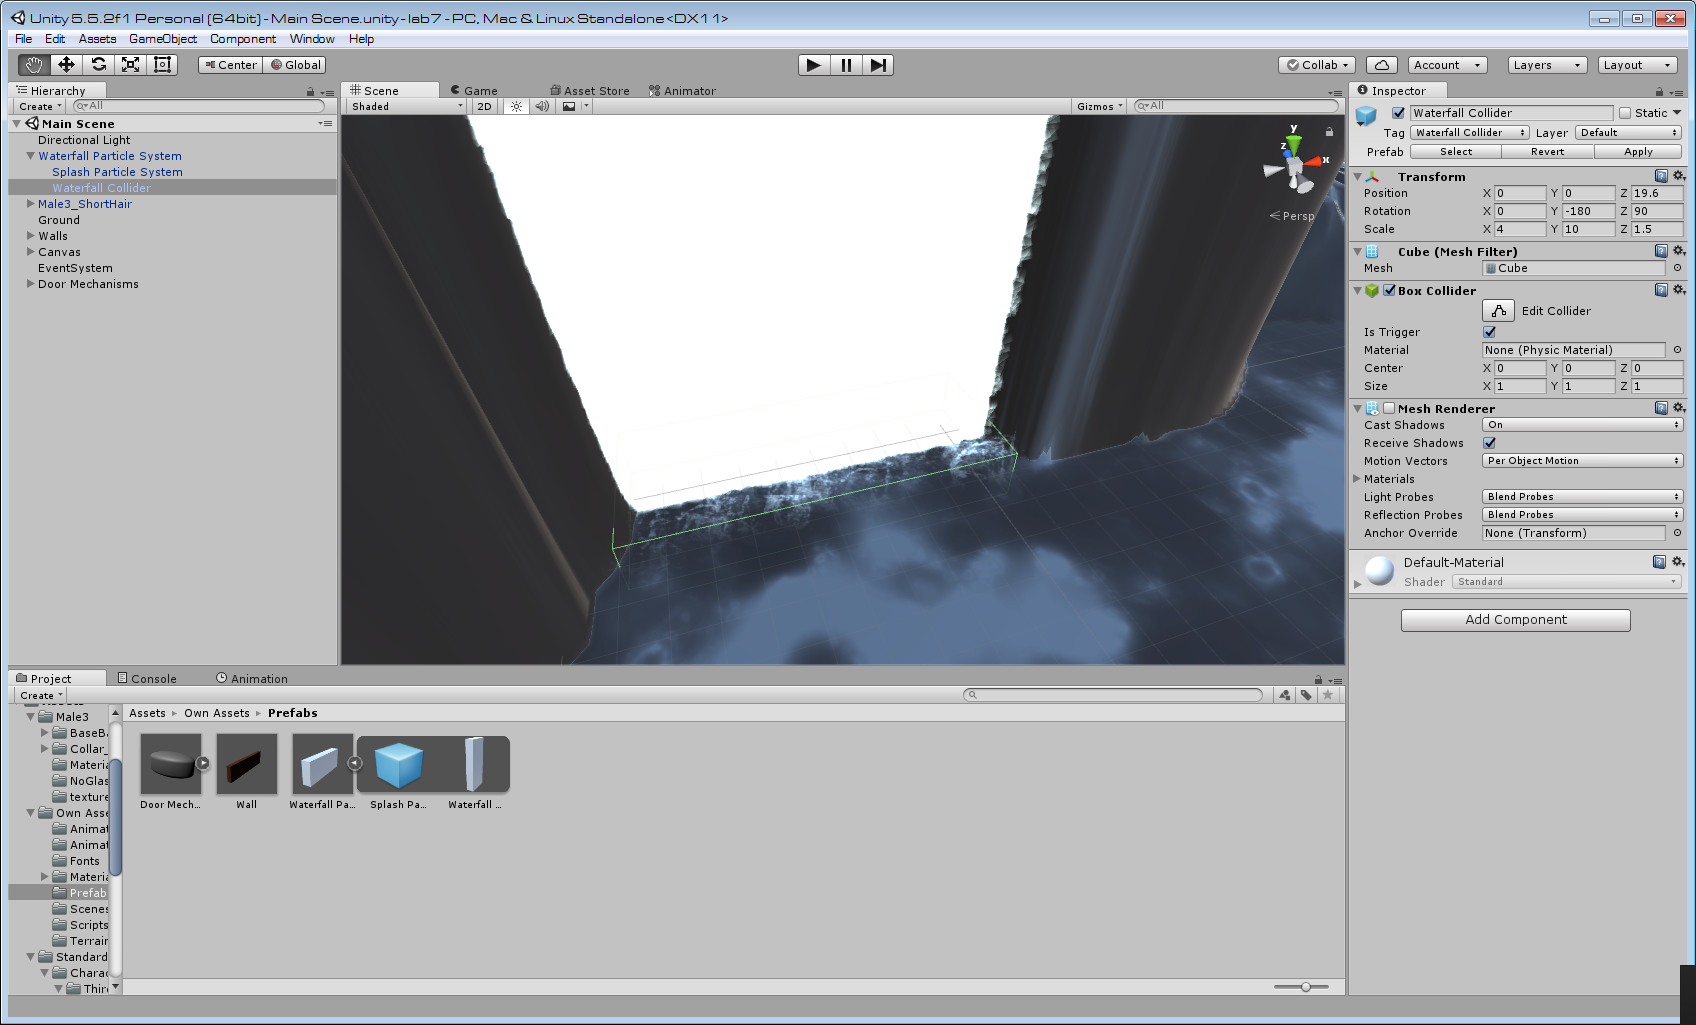 Unity 5.5.2f1 Personal (64bit) - Main Scene.unity - lab7 - PC, Mac & Linux Standalone <DX11>
File Edit Assets GameObject Component Window Help
Center Global Collab Account Layers Layout
Hierarchy
Create All
Main Scene
Directional Light
Waterfall Particle System
Splash Particle System
Waterfall Collider
Male3_ShortHair
Ground
Walls
Canvas
EventSystem
Door Mechanisms
Scene Game Asset Store Animator
Shaded 2D Gizmos All
y
z
x
Persp
Inspector
Waterfall Collider Static
Tag Waterfall Collider Layer Default
Prefab Select Revert Apply
Transform
Position X 0 Y 0 Z 19.6
Rotation X 0 Y -180 Z 90
Scale X 4 Y 10 Z 1.5
Cube (Mesh Filter)
Mesh Cube
Box Collider
Edit Collider
Is Trigger
Material None (Physic Material)
Center X 0 Y 0 Z 0
Size X 1 Y 1 Z 1
Mesh Renderer
Cast Shadows On
Receive Shadows
Motion Vectors Per Object Motion
Materials
Light Probes Blend Probes
Reflection Probes Blend Probes
Anchor Override None (Transform)
Default-Material
Shader Standard
Add Component
Project Console Animation
Create
Male3
BaseBa
Collar_
Materia
NoGlas
texture
Own Asse
Animat
Animat
Fonts
Materia
Prefab
Scenes
Scripts
Terrain
Standard
Charac
Thir
Assets Own Assets Prefabs
Door Mech... Wall Waterfall Pa... Splash Pa... Waterfall ...